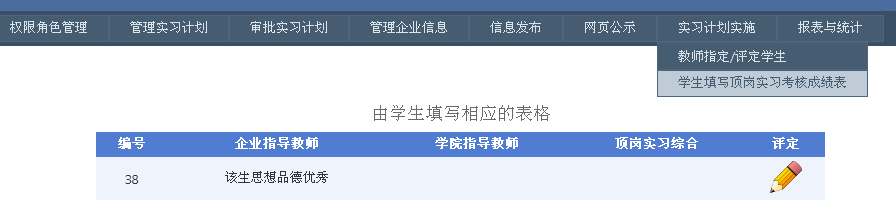 权限角色管理 管理实习计划 审批实习计划 管理企业信息 信息发布 网页公示 实习计划实施 报表与统计
教师指定/评定学生
学生填写顶岗实习考核成绩表
由学生填写相应的表格
编号 企业指导教师 学院指导教师 顶岗实习综合 评定
38 该生思想品德优秀